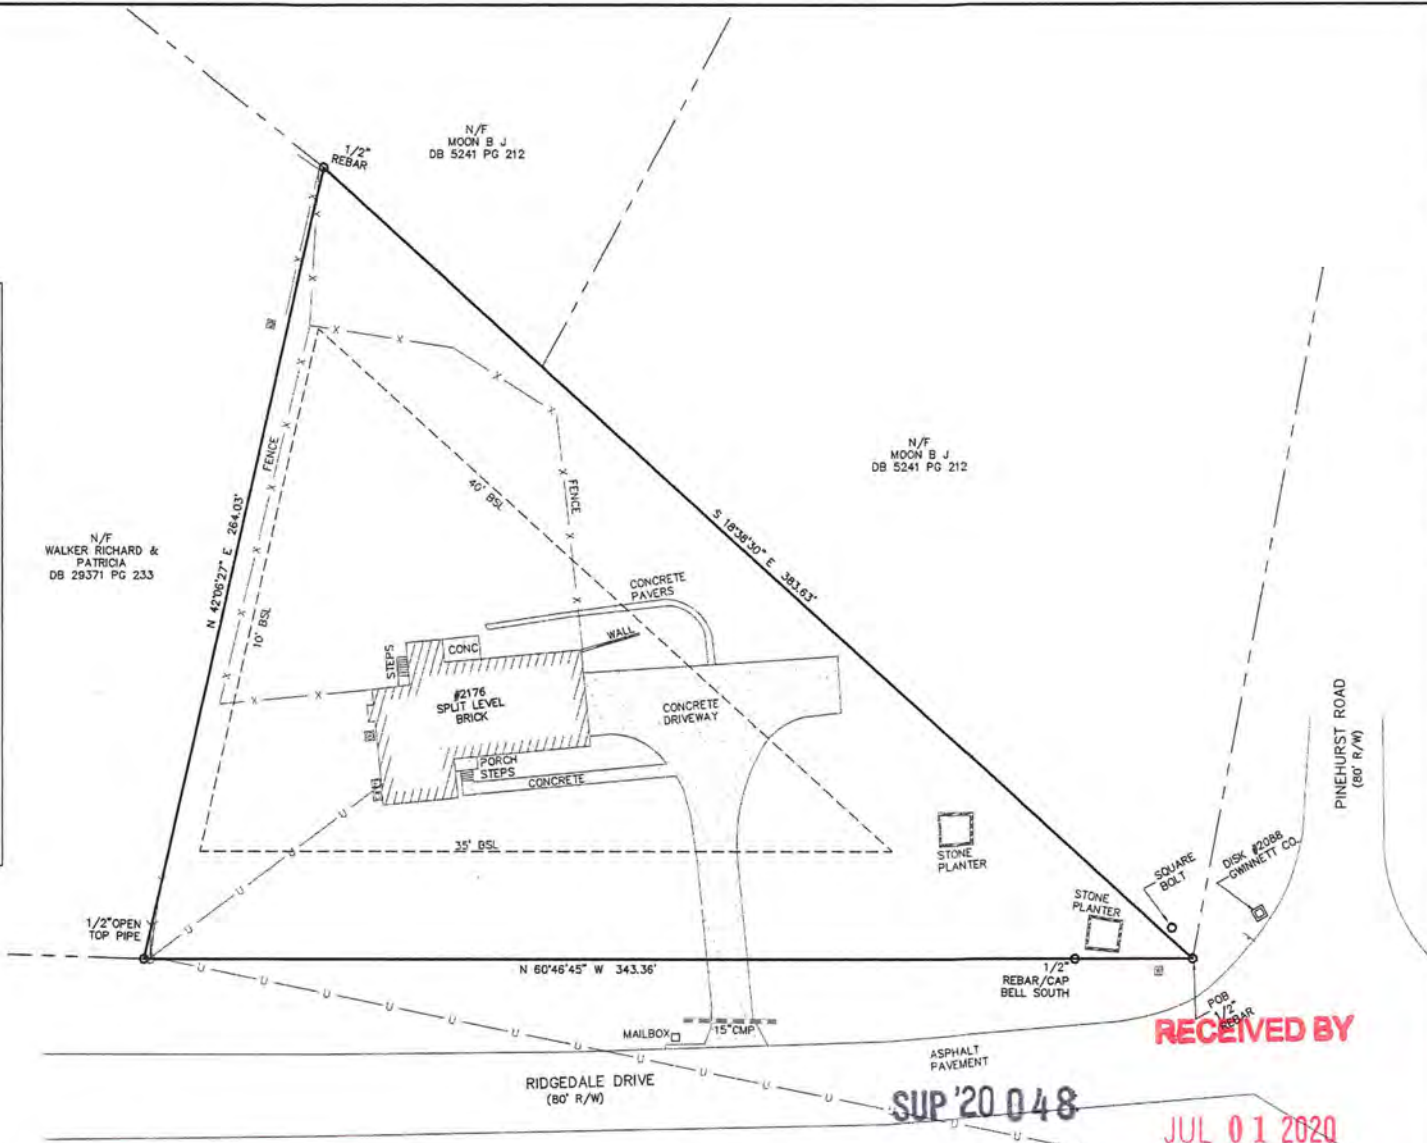 N/F
MOON B J
DB 5241 PG 212
1/2"
REBAR
N/F
MOON B J
DB 5241 PG 212
FENCE
FENCE
40' BSL
S 18°38'30" E 383.63'
N 42°06'27" E 264.03'
10' BSL
N/F
WALKER RICHARD &
PATRICIA
DB 29371 PG 233
CONCRETE
PAVERS
WALL
STEPS
CONC
#2176
SPLIT LEVEL
BRICK
CONCRETE
DRIVEWAY
PORCH
STEPS
CONCRETE
35' BSL
STONE
PLANTER
STONE
PLANTER
SQUARE
BOLT
DISK #2088
GWINNETT CO.
PINEHURST ROAD
(80' R/W)
1/2"OPEN
TOP PIPE
N 60°46'45" W 343.36'
1/2"
REBAR/CAP
BELL SOUTH
POB
1/2"
REBAR
RECEIVED BY
MAILBOX
15"CMP
ASPHALT
PAVEMENT
RIDGEDALE DRIVE
(80' R/W)
SUP '20 048
JUL 01 2020